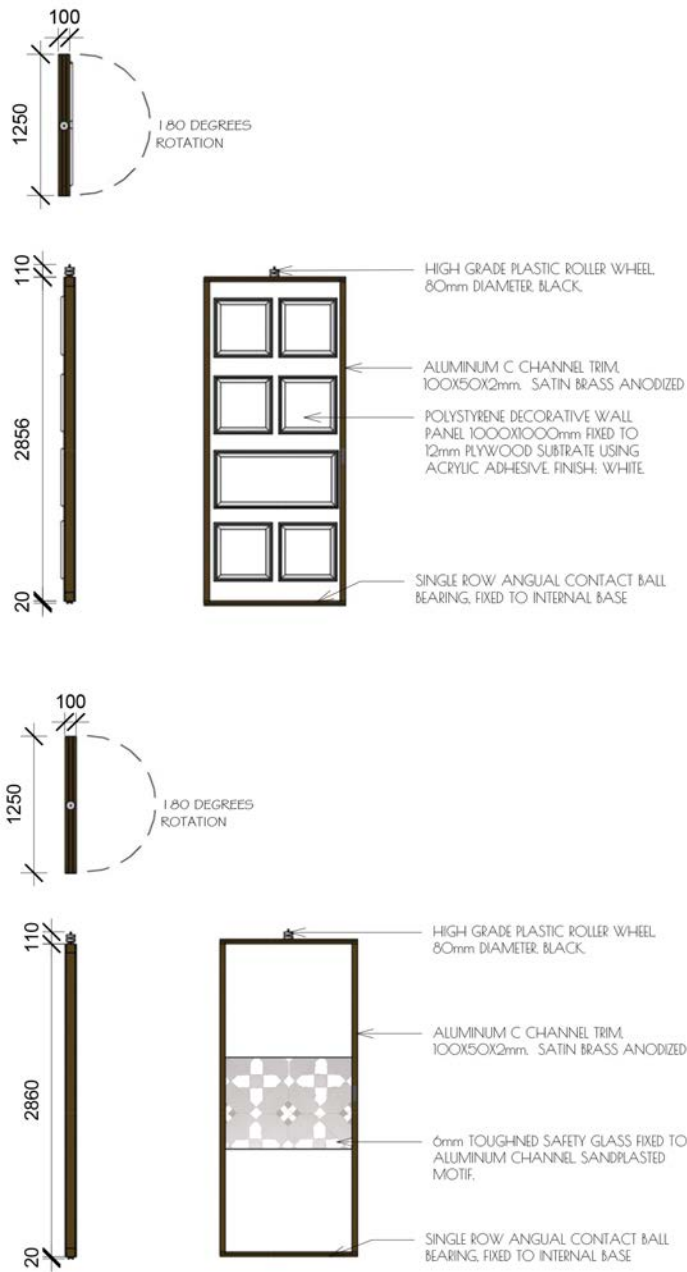 100
1250
180 DEGREES
ROTATION
110
2856
20
HIGH GRADE PLASTIC ROLLER WHEEL,
80mm DIAMETER, BLACK,
ALUMINUM C CHANNEL TRIM,
100X50X2mm, SATIN BRASS ANODIZED
POLYSTYRENE DECORATIVE WALL
PANEL 1000X1000mm FIXED TO
12mm PLYWOOD SUBTRATE USING
ACRYLIC ADHESIVE. FINISH: WHITE.
SINGLE ROW ANGUAL CONTACT BALL
BEARING, FIXED TO INTERNAL BASE
100
1250
180 DEGREES
ROTATION
110
2860
20
HIGH GRADE PLASTIC ROLLER WHEEL,
80mm DIAMETER, BLACK,
ALUMINUM C CHANNEL TRIM,
100X50X2mm, SATIN BRASS ANODIZED
6mm TOUGHNED SAFETY GLASS FIXED TO
ALUMINUM CHANNEL, SANDPLASTED
MOTIF,
SINGLE ROW ANGUAL CONTACT BALL
BEARING, FIXED TO INTERNAL BASE